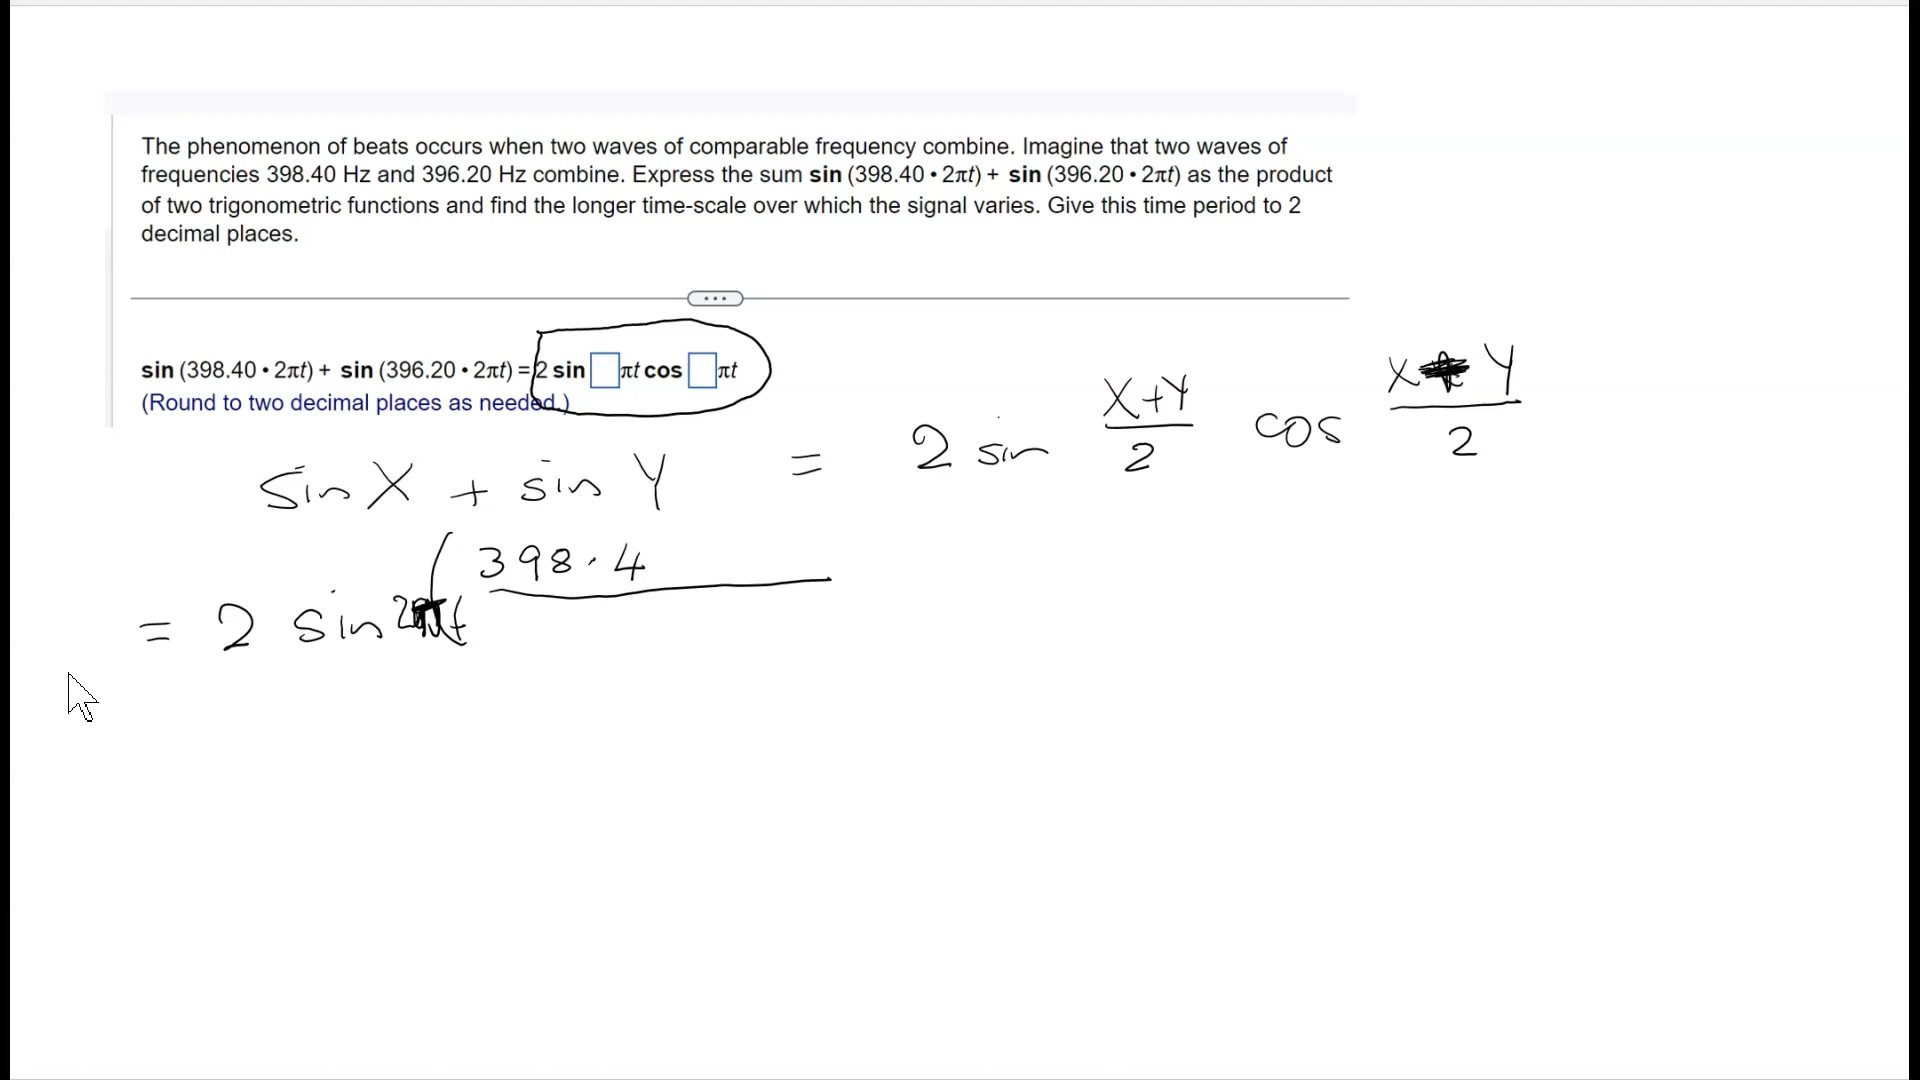 The phenomenon of beats occurs when two waves of comparable frequency combine. Imagine that two waves of
frequencies 398.40 Hz and 396.20 Hz combine. Express the sum sin (398.40 • 2πt) + sin (396.20 • 2πt) as the product
of two trigonometric functions and find the longer time-scale over which the signal varies. Give this time period to 2
decimal places.
sin (398.40 • 2πt) + sin (396.20 • 2πt) = 2 sin πt cos πt
(Round to two decimal places as needed.)
sin X + sin Y = 2 sin X+Y/2 cos X Y/2
= 2 sin 2πt (398.4